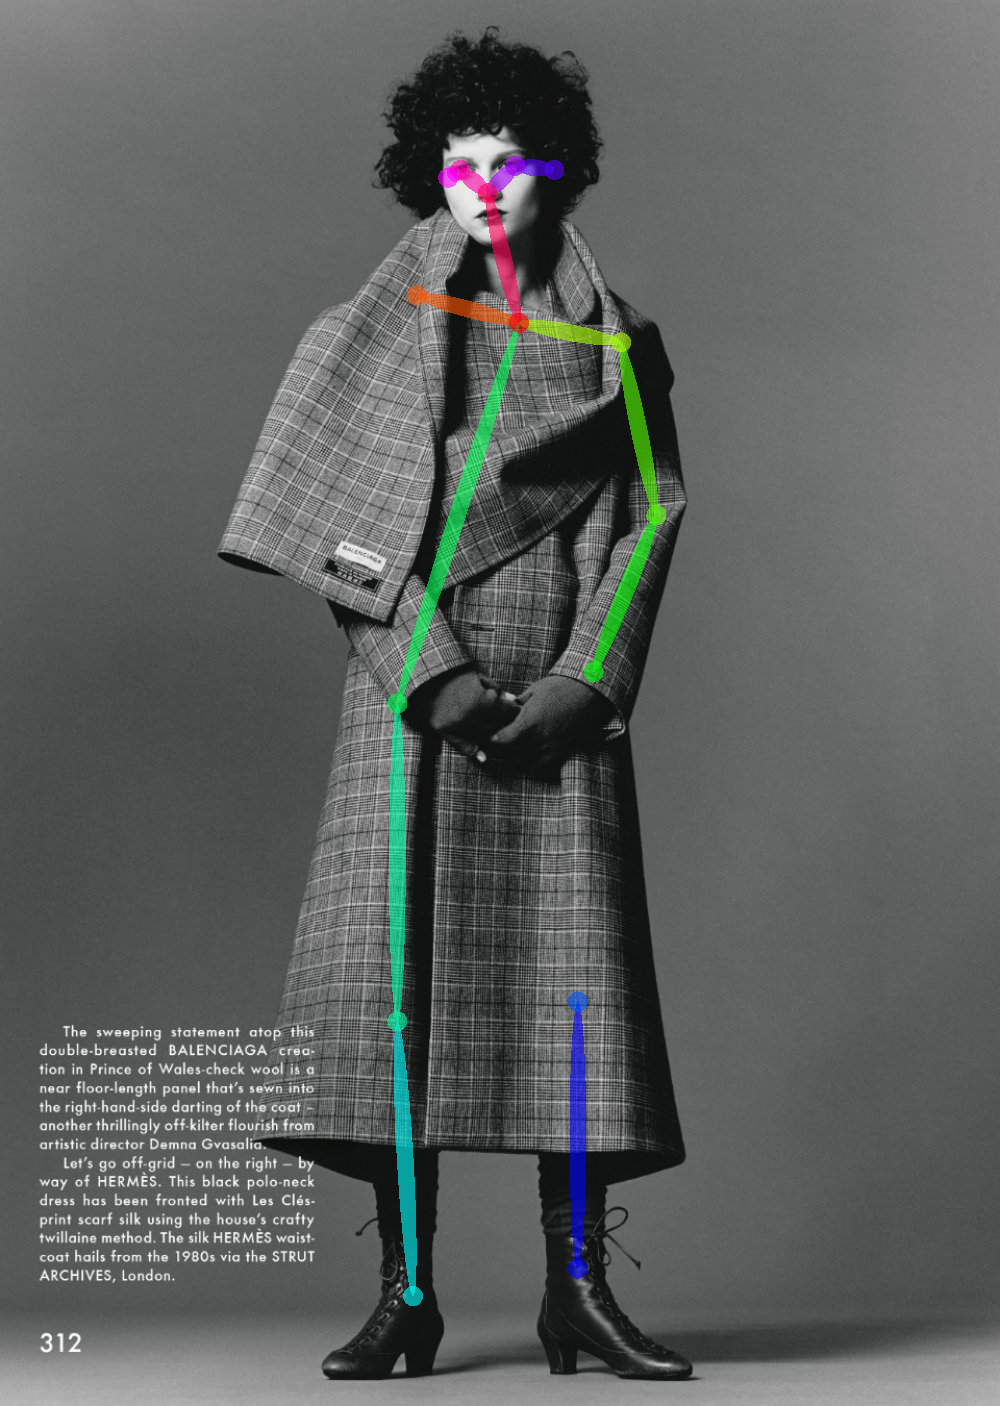 BALENCIAGA
The sweeping statement atop this
double-breasted BALENCIAGA crea-
tion in Prince of Wales-check wool is a
near floor-length panel that's sewn into
the right-hand-side darting of the coat –
another thrillingly off-kilter flourish from
artistic director Demna Gvasalia.
Let's go off-grid – on the right – by
way of HERMÈS. This black polo-neck
dress has been fronted with Les Clés-
print scarf silk using the house's crafty
twillaine method. The silk HERMÈS waist-
coat hails from the 1980s via the STRUT
ARCHIVES, London.
312